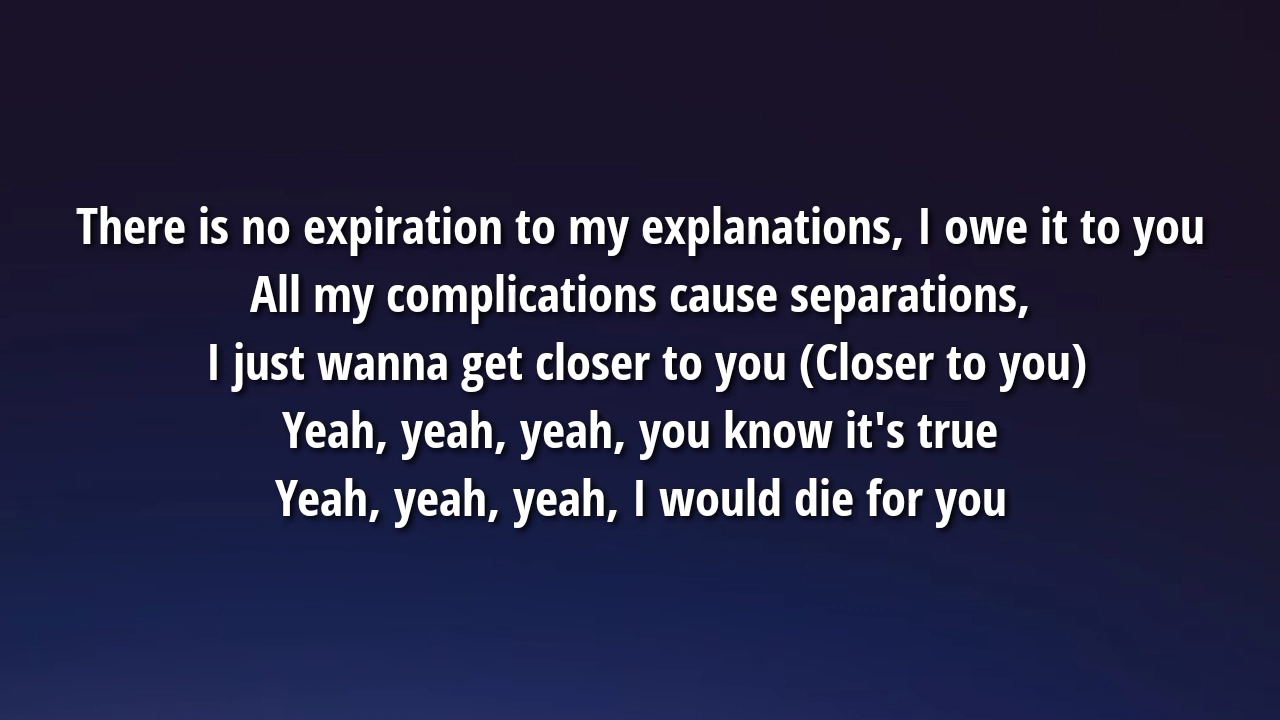 There is no expiration to my explanations, I owe it to you
All my complications cause separations,
I just wanna get closer to you (Closer to you)
Yeah, yeah, yeah, you know it's true
Yeah, yeah, yeah, I would die for you